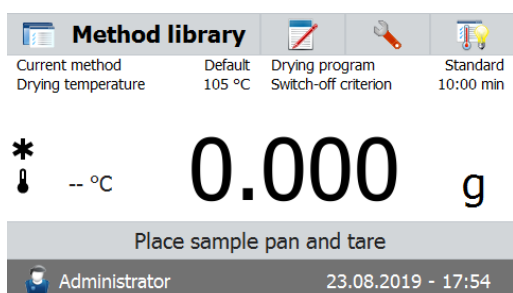 Method library
Current method Default Drying program Standard
Drying temperature 105 °C Switch-off criterion 10:00 min
-- °C 0.000 g
Place sample pan and tare
Administrator 23.08.2019 - 17:54